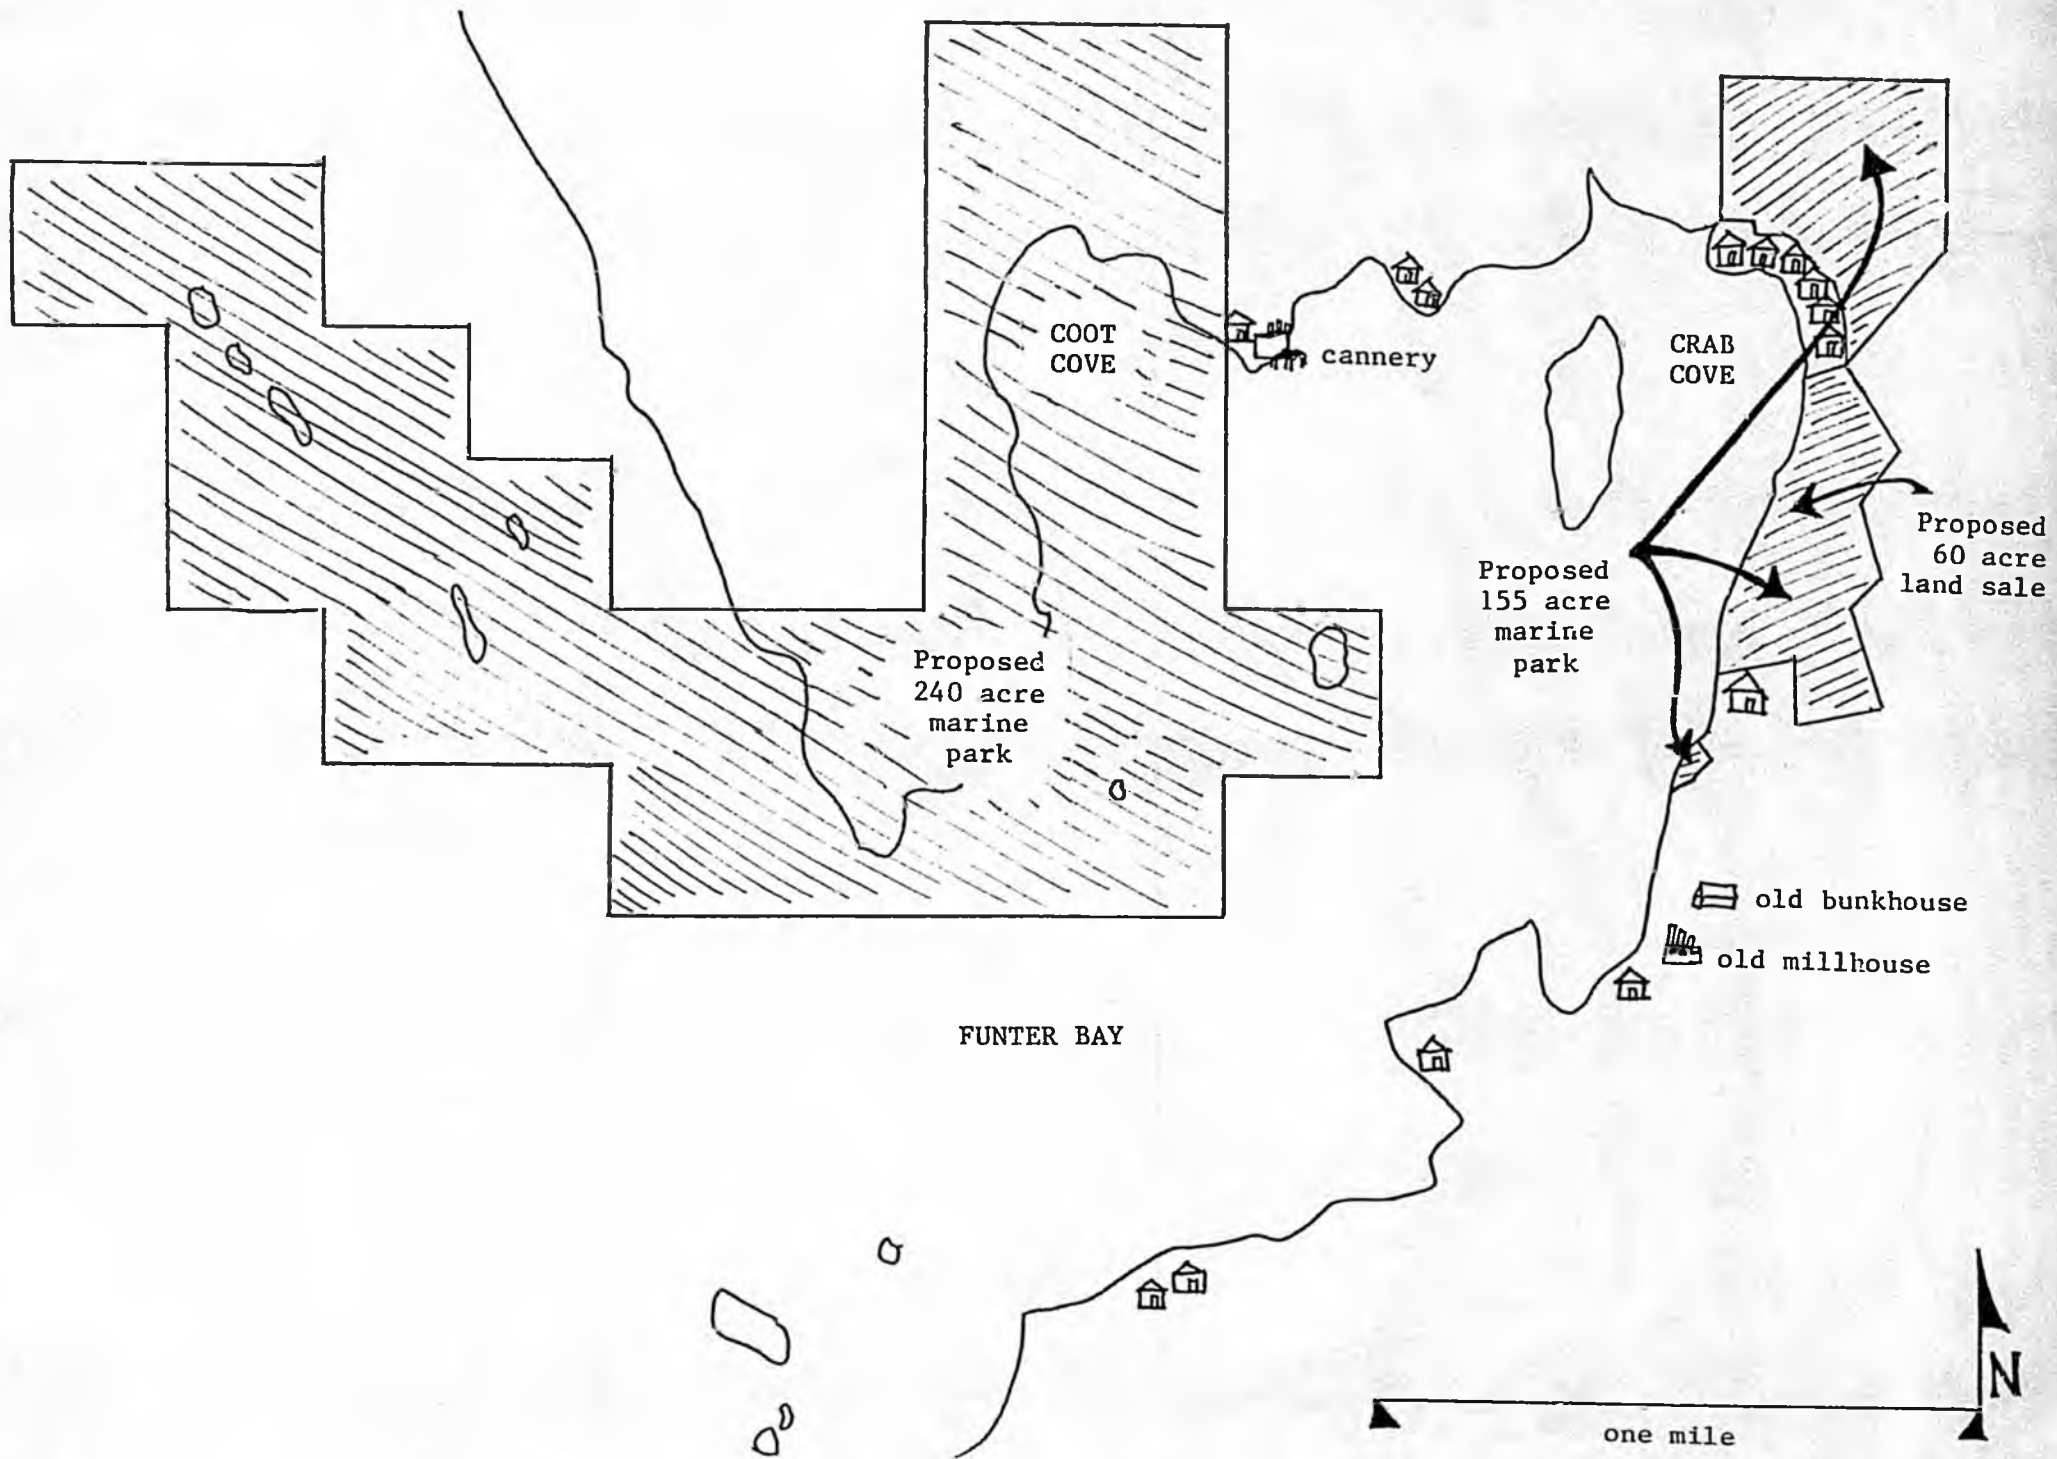 COOT
COVE
cannery
CRAB
COVE
Proposed
60 acre
land sale
Proposed
155 acre
marine
park
Proposed
240 acre
marine
park
old bunkhouse
old millhouse
FUNTER BAY
N
one mile